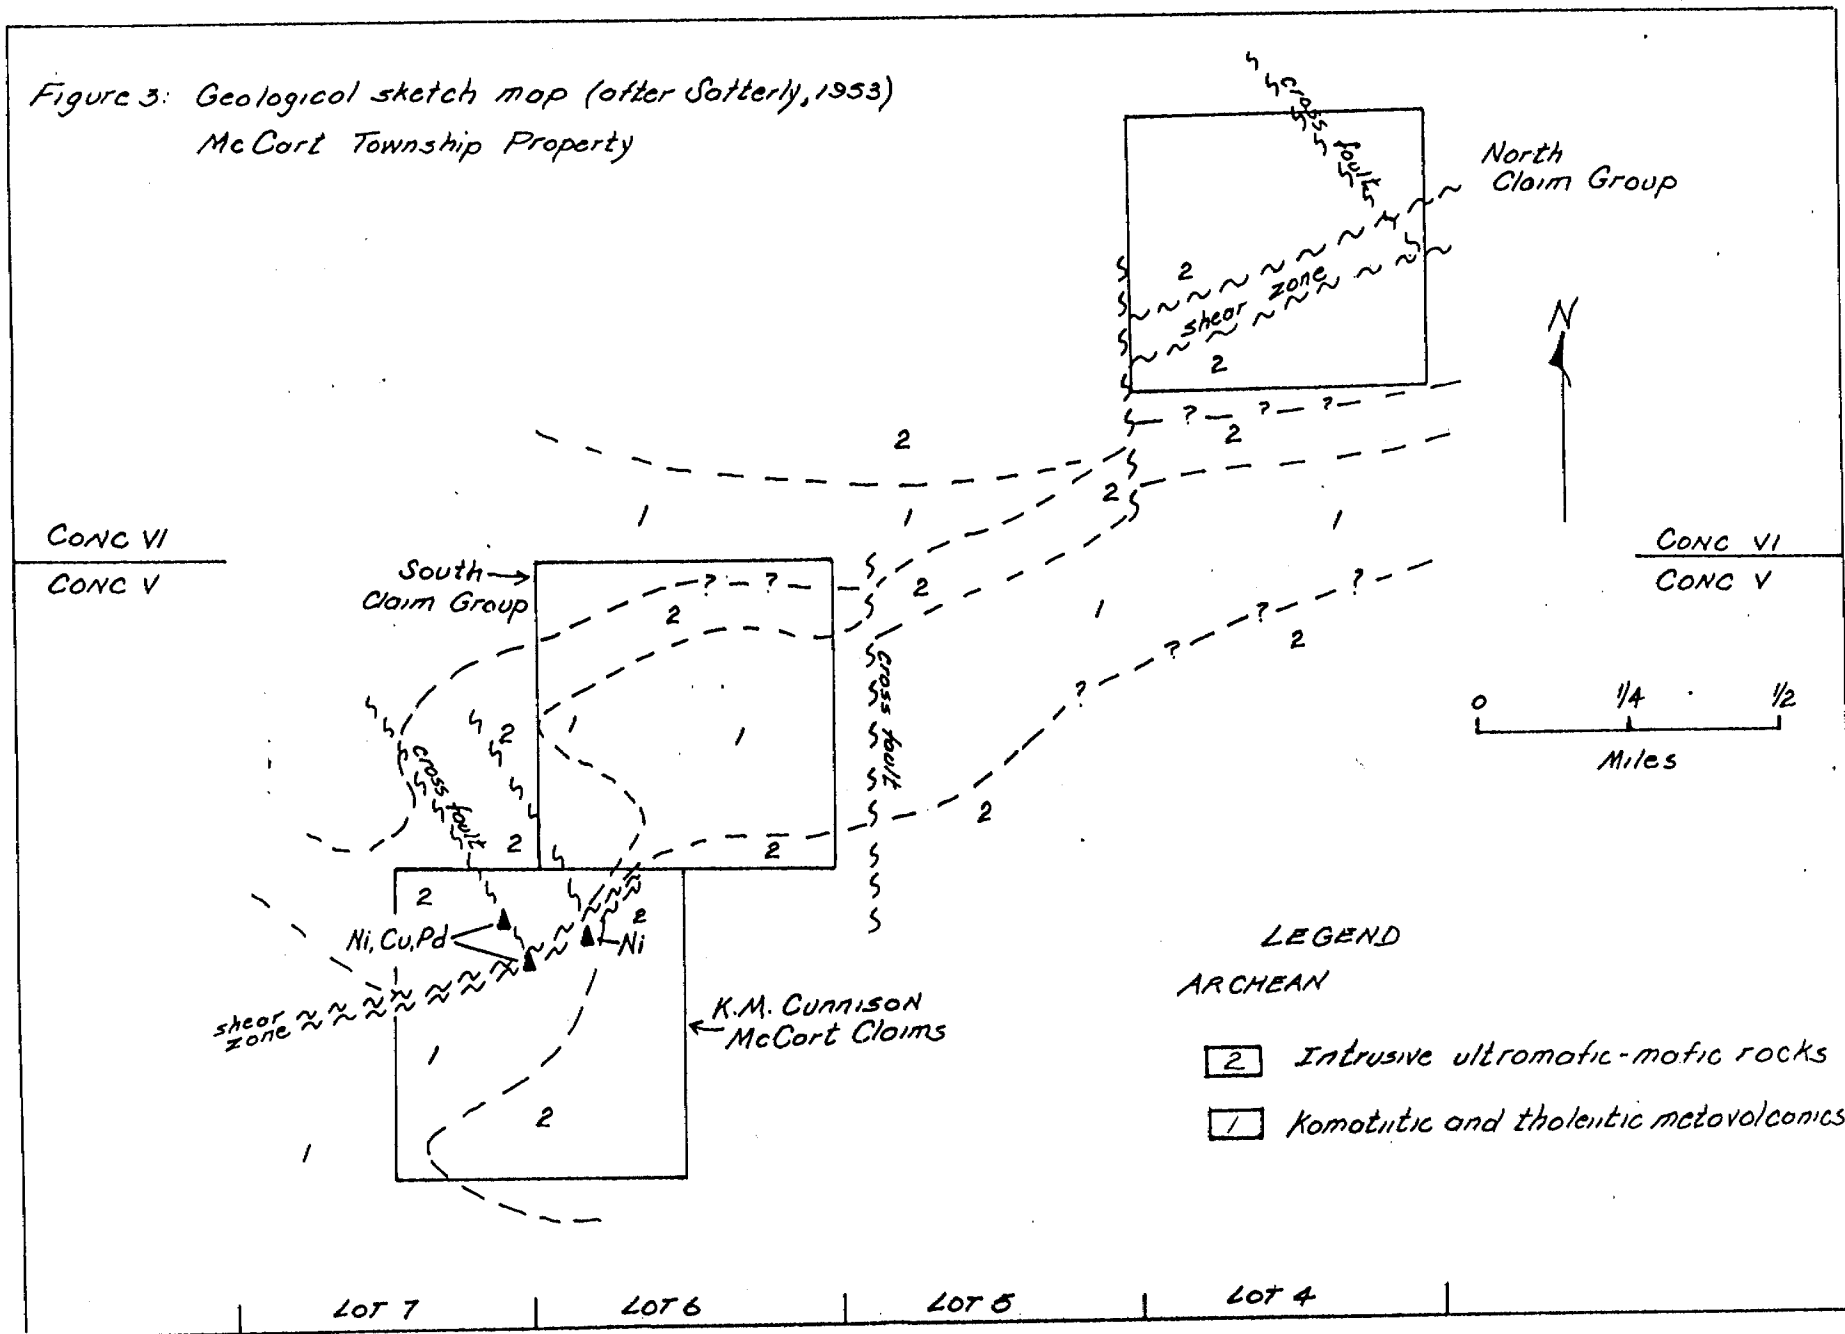 Figure 3: Geological sketch map (after Satterly, 1953)
McCart Township Property
cross fault
North
Claim Group
2
shear zone
2
N
? ? ?
2
2
2
1
1
1
CONC VI
CONC V
CONC VI
CONC V
South
Claim Group
? ?
2
2
1
?
?
2
?
?
0 1/4 1/2
Miles
2
1
1
cross fault
cross fault
2
2
2
2
2
Ni, Cu, Pd
Ni
shear
zone
K.M. Cunnison
McCart Claims
1
2
1
LEGEND
ARCHEAN
2 Intrusive ultramafic-mafic rocks
1 Komatiitic and tholeiitic metavolcanics
LOT 7 LOT 6 LOT 5 LOT 4